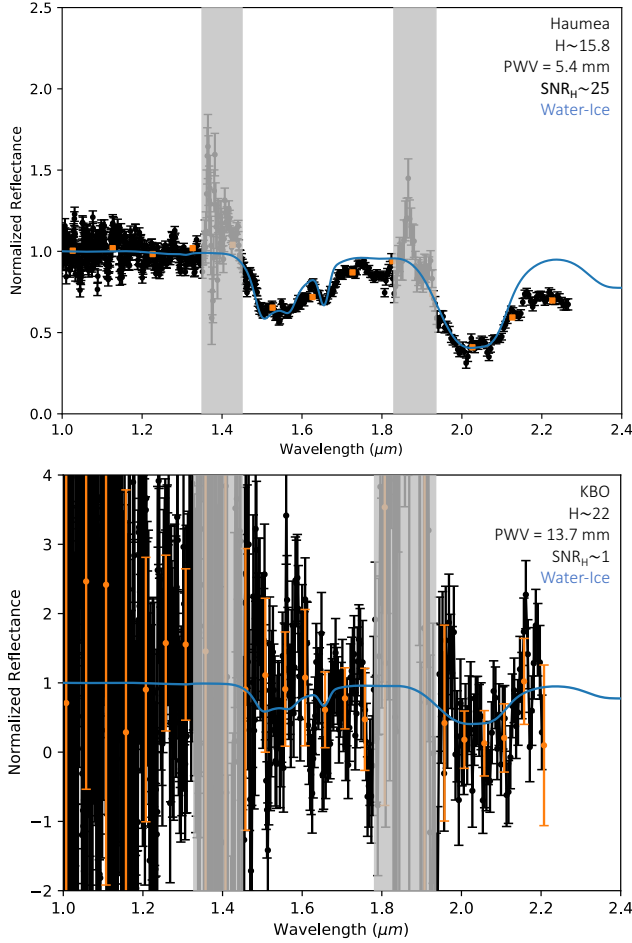 2.5
2.0
1.5
1.0
0.5
0.0
Normalized Reflectance
Haumea
H~15.8
PWV = 5.4 mm
SNR_H~25
Water-Ice
1.0 1.2 1.4 1.6 1.8 2.0 2.2 2.4
Wavelength (μm)
4
3
2
1
0
−1
−2
Normalized Reflectance
KBO
H~22
PWV = 13.7 mm
SNR_H~1
Water-Ice
1.0 1.2 1.4 1.6 1.8 2.0 2.2 2.4
Wavelength (μm)